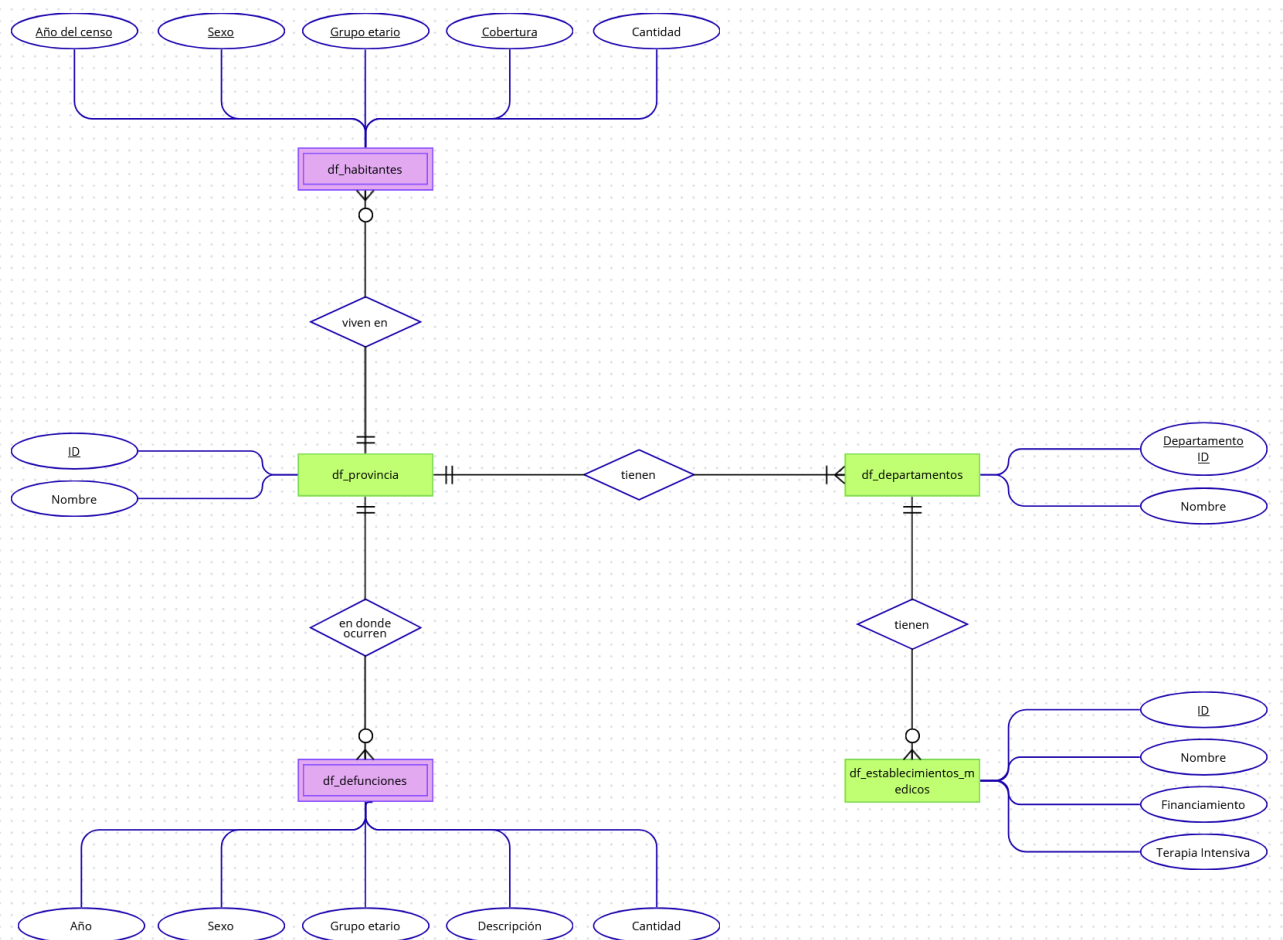 Año del censo
Sexo
Grupo etario
Cobertura
Cantidad
df_habitantes
viven en
ID
Nombre
df_provincia
tienen
df_departamentos
Departamento
ID
Nombre
en donde
ocurren
tienen
df_defunciones
df_establecimientos_m
edicos
ID
Nombre
Financiamiento
Terapia Intensiva
Año
Sexo
Grupo etario
Descripción
Cantidad